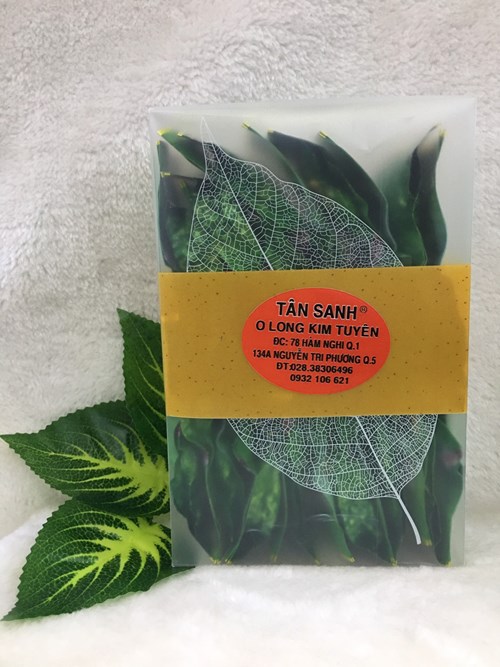 TÂN SANH®
O LONG KIM TUYÊN
ĐC: 78 HÀM NGHI Q.1
134A NGUYỄN TRI PHƯƠNG Q.5
ĐT:028.38306496
0932 106 621